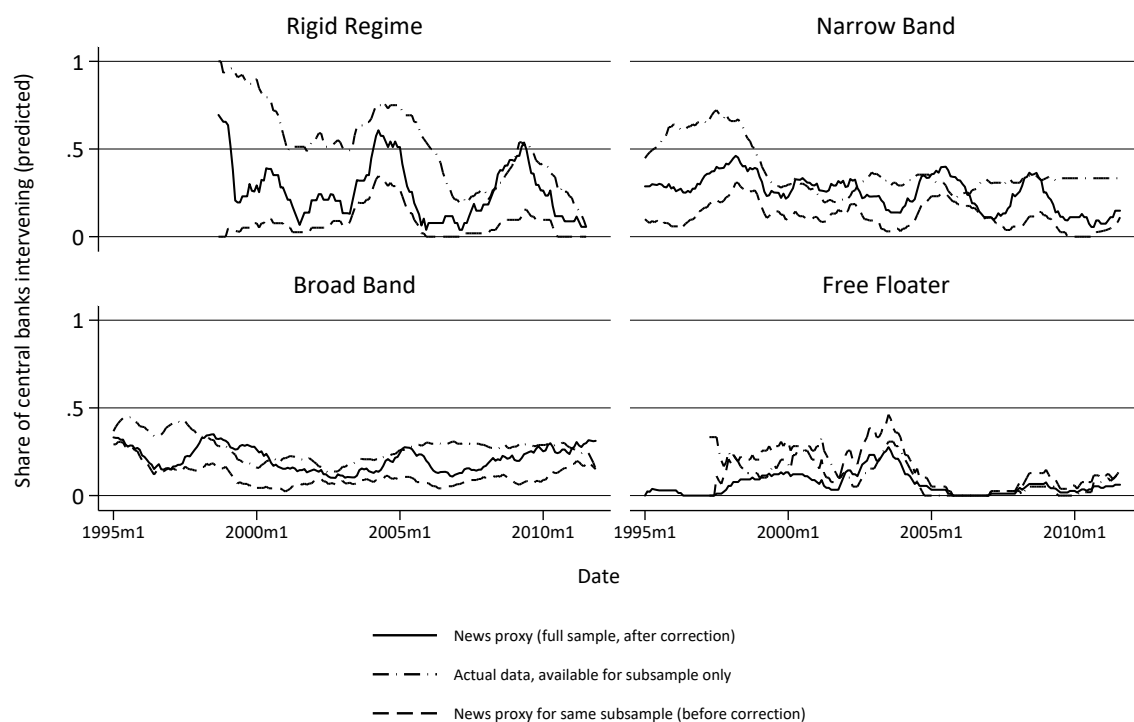 Rigid Regime
Narrow Band
Share of central banks intervening (predicted)
1
.5
0
Broad Band
Free Floater
1
.5
0
1995m1 2000m1 2005m1 2010m1
1995m1 2000m1 2005m1 2010m1
Date
News proxy (full sample, after correction)
Actual data, available for subsample only
News proxy for same subsample (before correction)